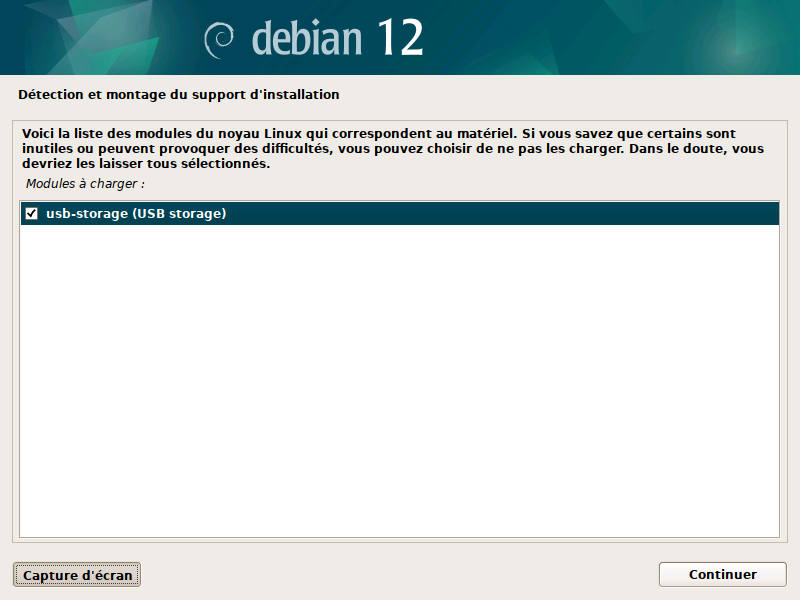 debian 12
Détection et montage du support d'installation
Voici la liste des modules du noyau Linux qui correspondent au matériel. Si vous savez que certains sont
inutiles ou peuvent provoquer des difficultés, vous pouvez choisir de ne pas les charger. Dans le doute, vous
devriez les laisser tous sélectionnés.
Modules à charger :
usb-storage (USB storage)
Capture d'écran
Continuer